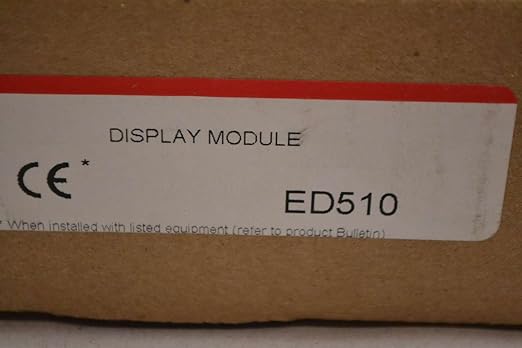 DISPLAY MODULE
CE*
ED510
* When installed with listed equipment (refer to product Bulletin)